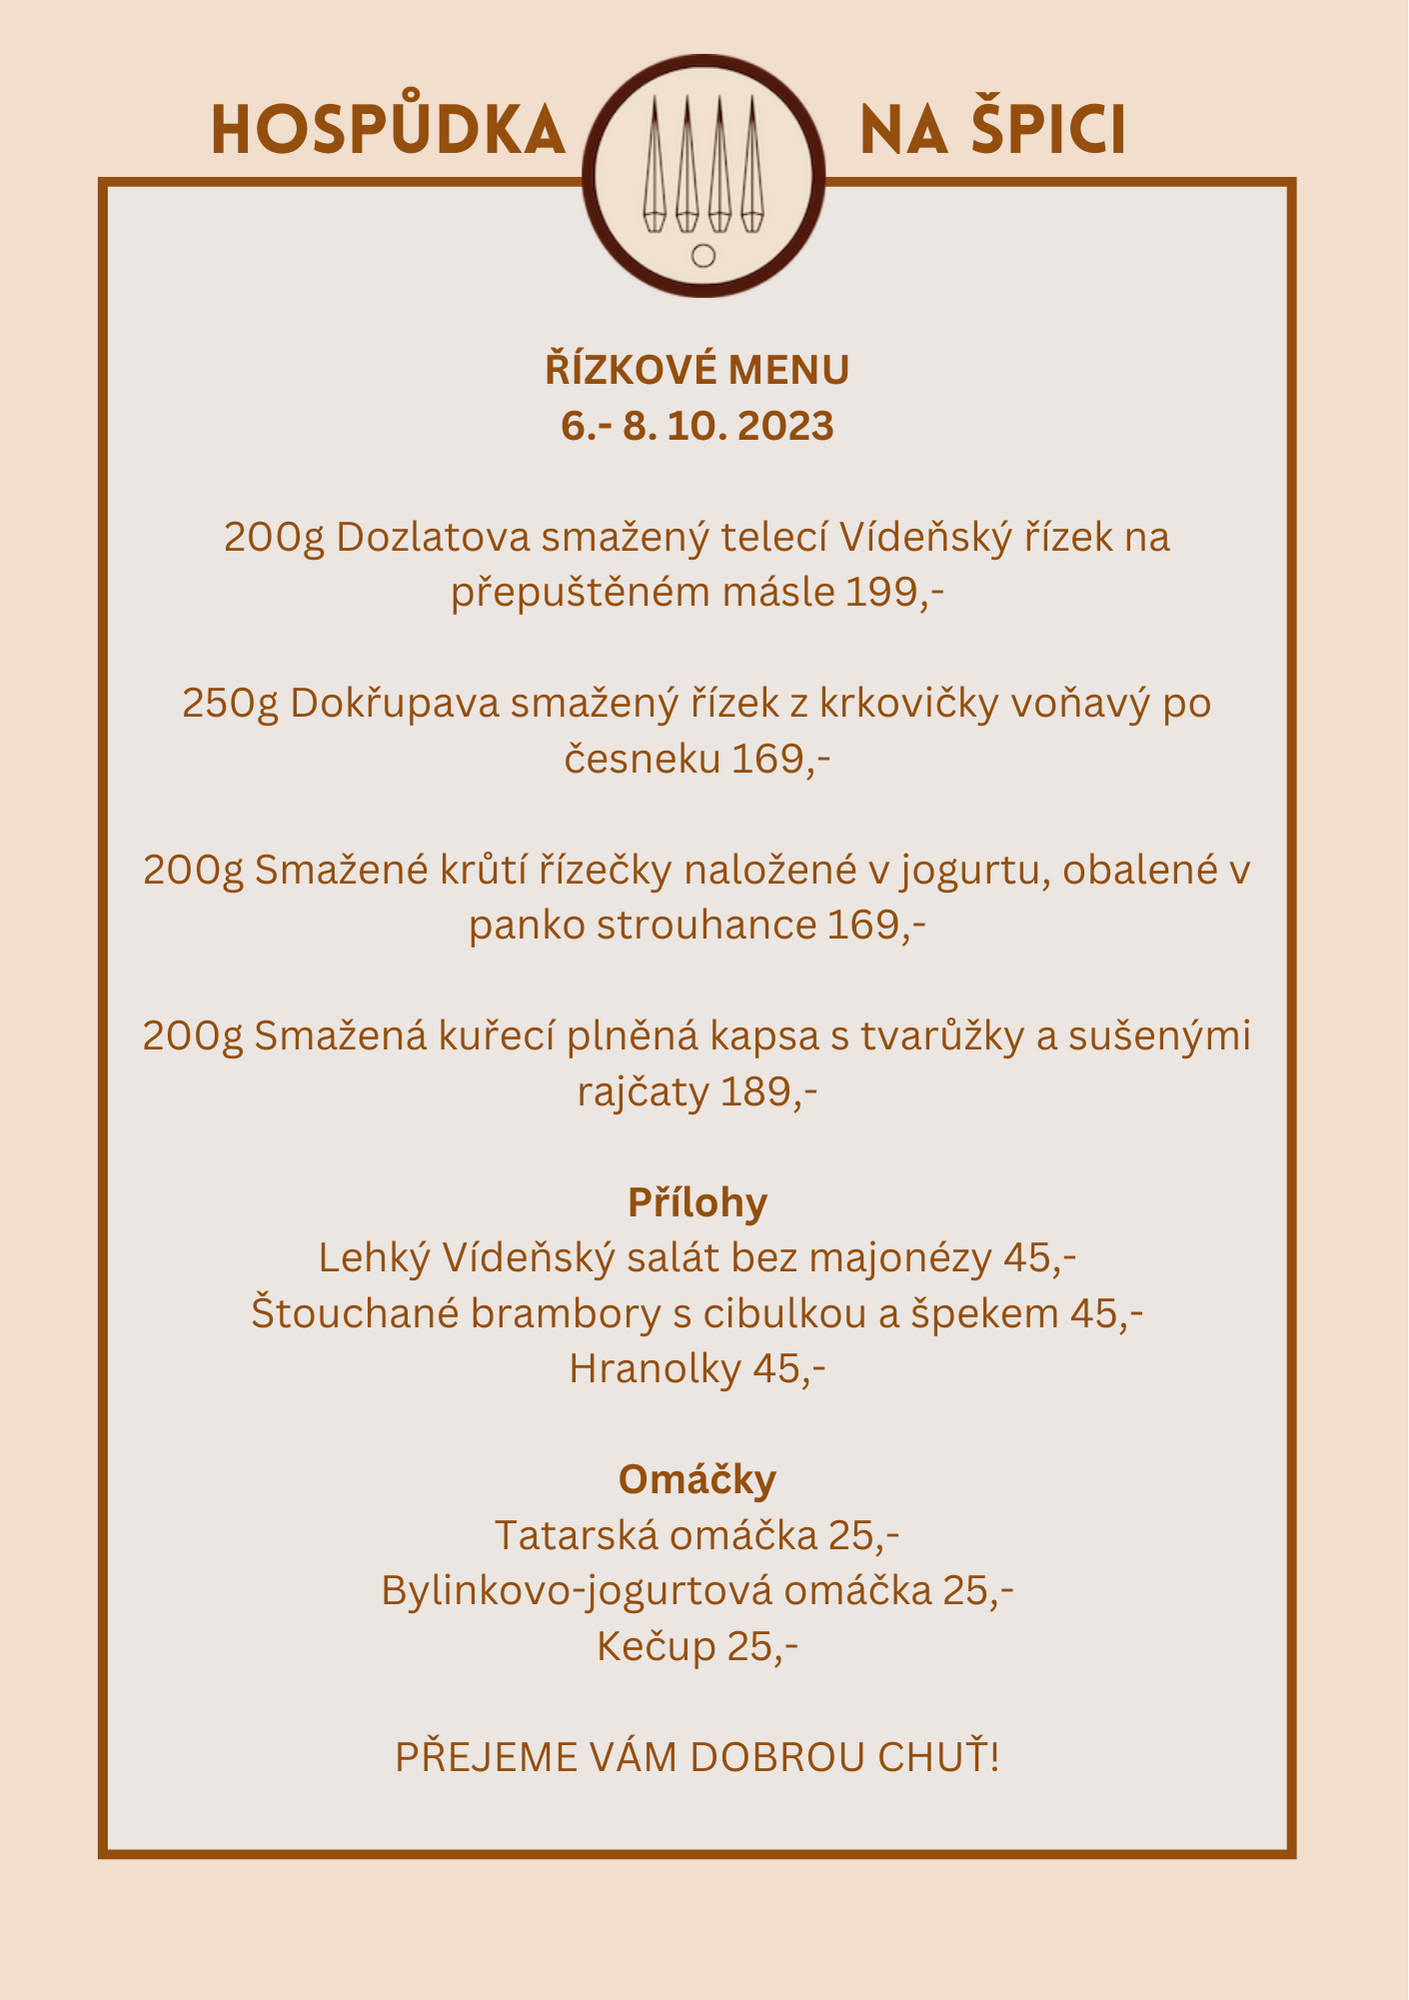 HOSPŮDKA NA ŠPICI
ŘÍZKOVÉ MENU
6.- 8. 10. 2023
200g Dozlatova smažený telecí Vídeňský řízek na
přepuštěném másle 199,-
250g Dokřupava smažený řízek z krkovičky voňavý po
česneku 169,-
200g Smažené krůtí řízečky naložené v jogurtu, obalené v
panko strouhance 169,-
200g Smažená kuřecí plněná kapsa s tvarůžky a sušenými
rajčaty 189,-
Přílohy
Lehký Vídeňský salát bez majonézy 45,-
Štouchané brambory s cibulkou a špekem 45,-
Hranolky 45,-
Omáčky
Tatarská omáčka 25,-
Bylinkovo-jogurtová omáčka 25,-
Kečup 25,-
PŘEJEME VÁM DOBROU CHUŤ!